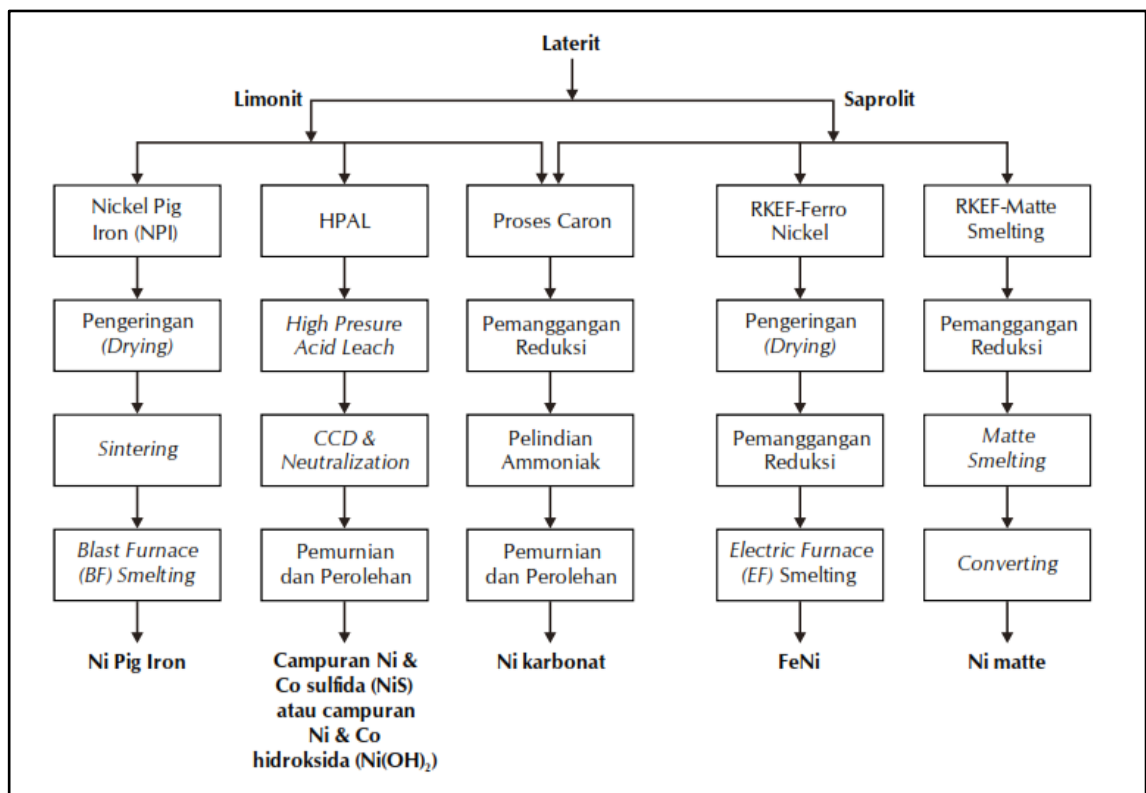 Laterit
Limonit
Saprolit
Nickel Pig
Iron (NPI)
HPAL
Proses Caron
RKEF-Ferro
Nickel
RKEF-Matte
Smelting
Pengeringan
(Drying)
High Presure
Acid Leach
Pemanggangan
Reduksi
Pengeringan
(Drying)
Pemanggangan
Reduksi
Sintering
CCD &
Neutralization
Pelindian
Ammoniak
Pemanggangan
Reduksi
Matte
Smelting
Blast Furnace
(BF) Smelting
Pemurnian
dan Perolehan
Pemurnian
dan Perolehan
Electric Furnace
(EF) Smelting
Converting
Ni Pig Iron
Campuran Ni &
Co sulfida (NiS)
atau campuran
Ni & Co
hidroksida (Ni(OH)₂)
Ni karbonat
FeNi
Ni matte